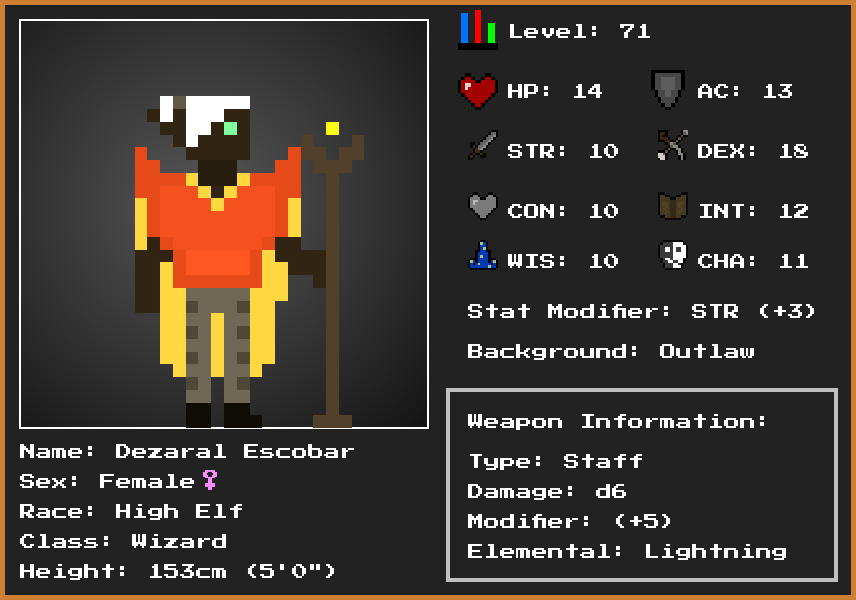 Level: 71
HP: 14 AC: 13
STR: 10 DEX: 18
CON: 10 INT: 12
WIS: 10 CHA: 11
Stat Modifier: STR (+3)
Background: Outlaw
Weapon Information:
Type: Staff
Damage: d6
Modifier: (+5)
Elemental: Lightning
Name: Dezaral Escobar
Sex: Female♀
Race: High Elf
Class: Wizard
Height: 153cm (5'0")